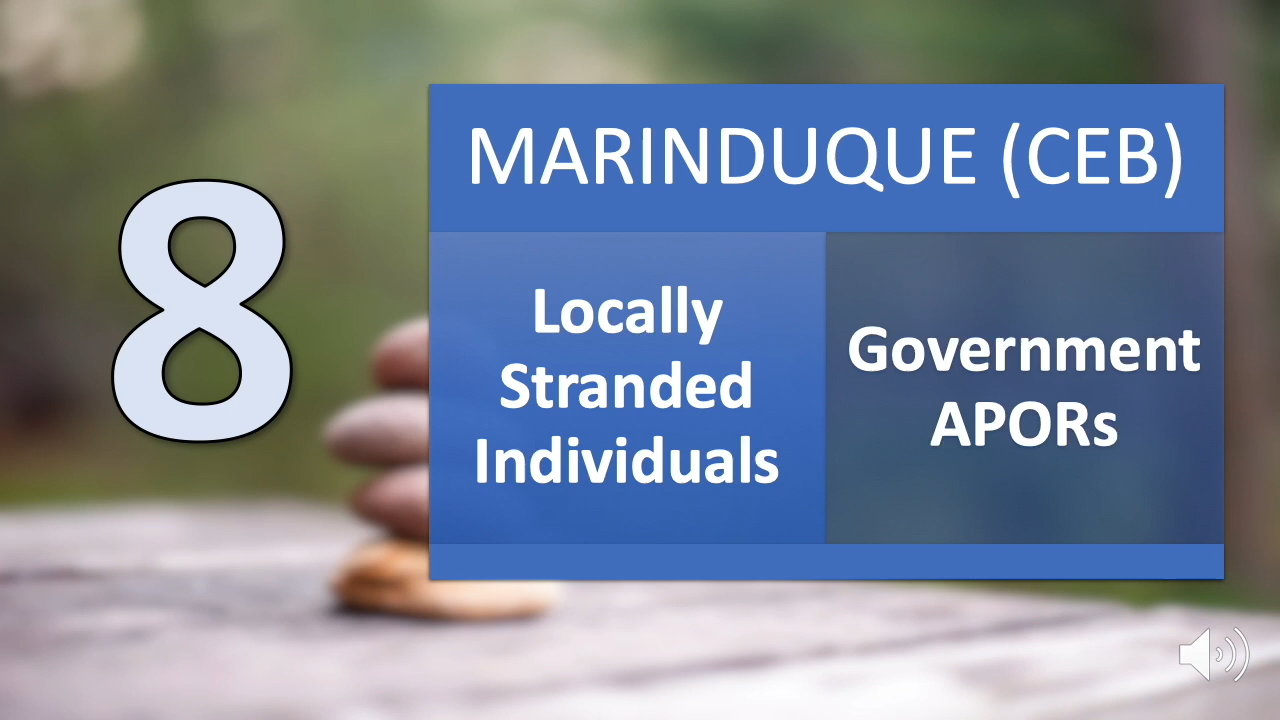 8
MARINDUQUE (CEB)
Locally
Stranded
Individuals
Government
APORs